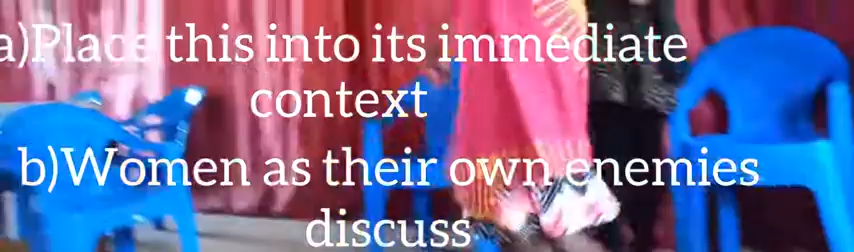 a)Place this into its immediate
context
b)Women as their own enemies
discuss